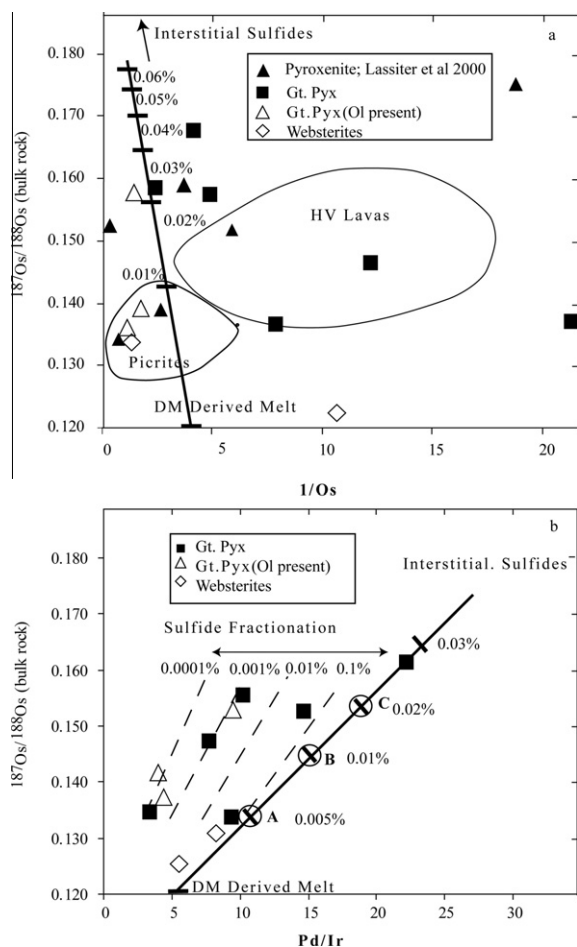 a
0.180
Interstitial Sulfides
0.06%
Pyroxenite; Lassiter et al 2000
Gt. Pyx
Gt.Pyx(Ol present)
Websterites
0.05%
0.170
0.04%
0.03%
0.160
187Os/188Os (bulk rock)
0.02%
HV Lavas
0.150
0.01%
0.140
Picrites
0.130
DM Derived Melt
0.120
5 10 15 20
1/Os
b
0.180
Gt. Pyx
Gt.Pyx(Ol present)
Websterites
Interstitial. Sulfides
0.170
Sulfide Fractionation
0.03%
0.0001% 0.001% 0.01% 0.1%
0.160
187Os/188Os (bulk rock)
C 0.02%
0.150
B 0.01%
0.140
A 0.005%
0.130
DM Derived Melt
0.120
0 5 10 15 20 25 30
Pd/Ir